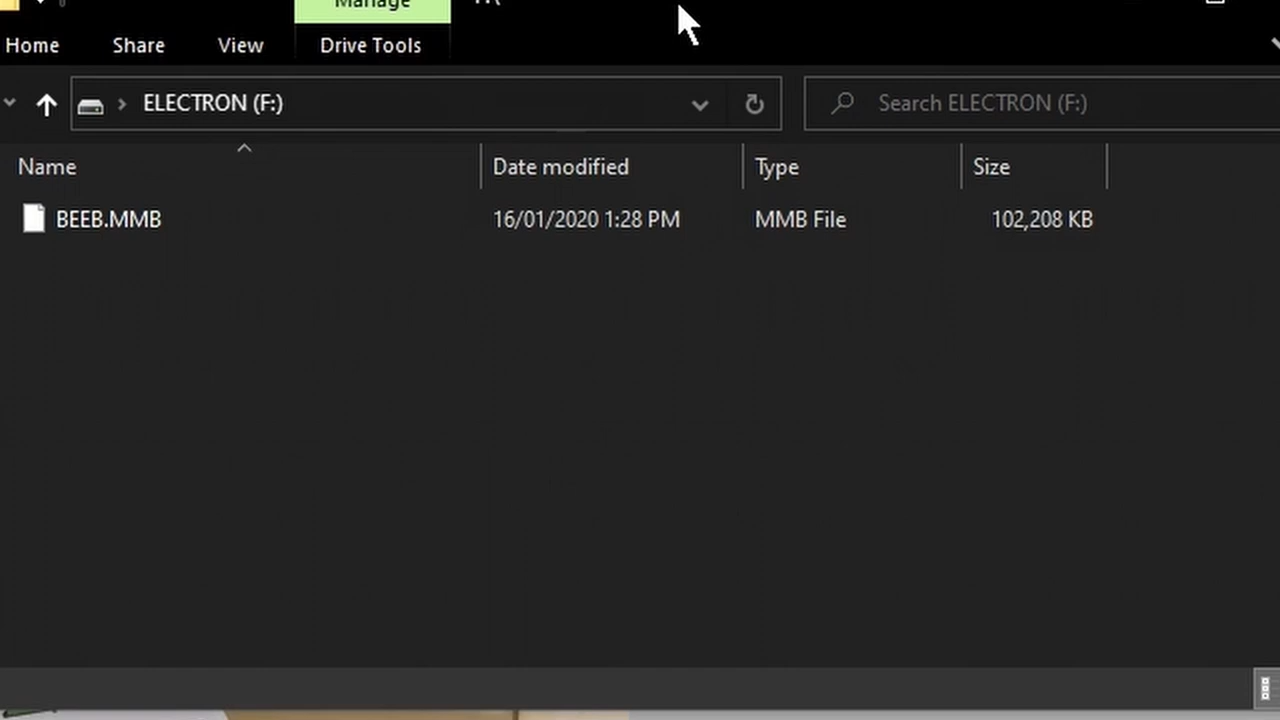 Manage
Home Share View Drive Tools
ELECTRON (F:) Search ELECTRON (F:)
Name Date modified Type Size
BEEB.MMB 16/01/2020 1:28 PM MMB File 102,208 KB